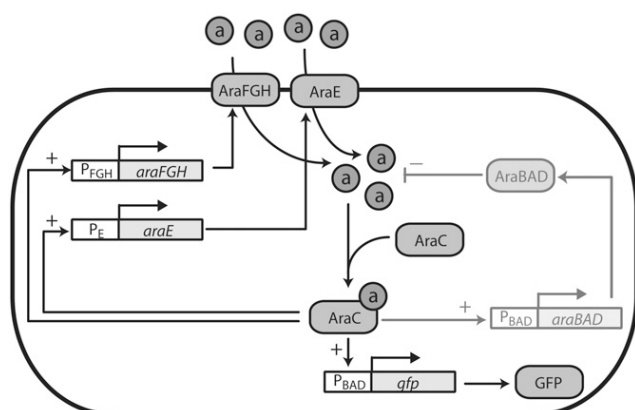 a a a a
AraFGH AraE
+ P_FGH araFGH
a a a
− AraBAD
+ P_E araE
AraC
AraC a
+ P_BAD araBAD
+ P_BAD gfp GFP